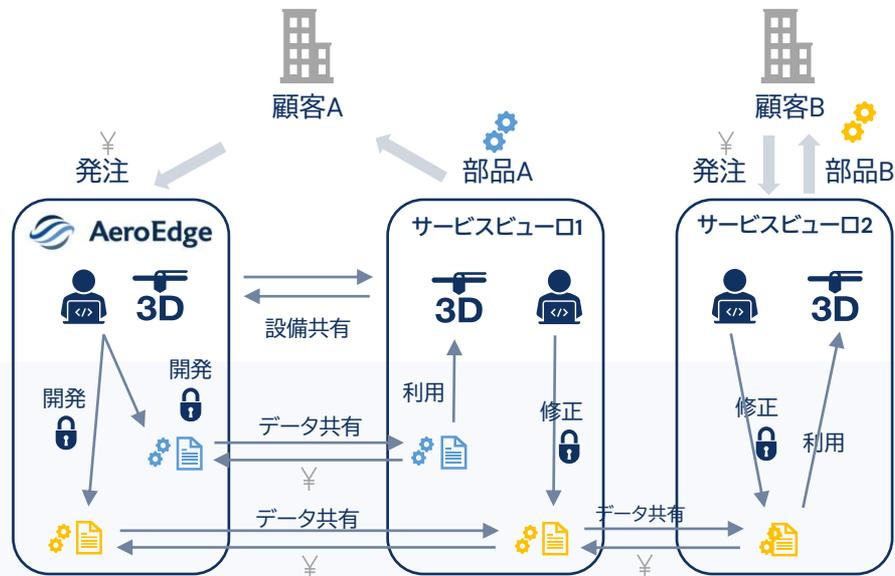 顧客A
顧客B
¥
発注
部品A
¥
発注
部品B
AeroEdge
サービスビューロ1
サービスビューロ2
</>
3D
3D
</>
</>
3D
設備共有
開発
開発
利用
修正
修正
利用
データ共有
¥
データ共有
¥
データ共有
¥